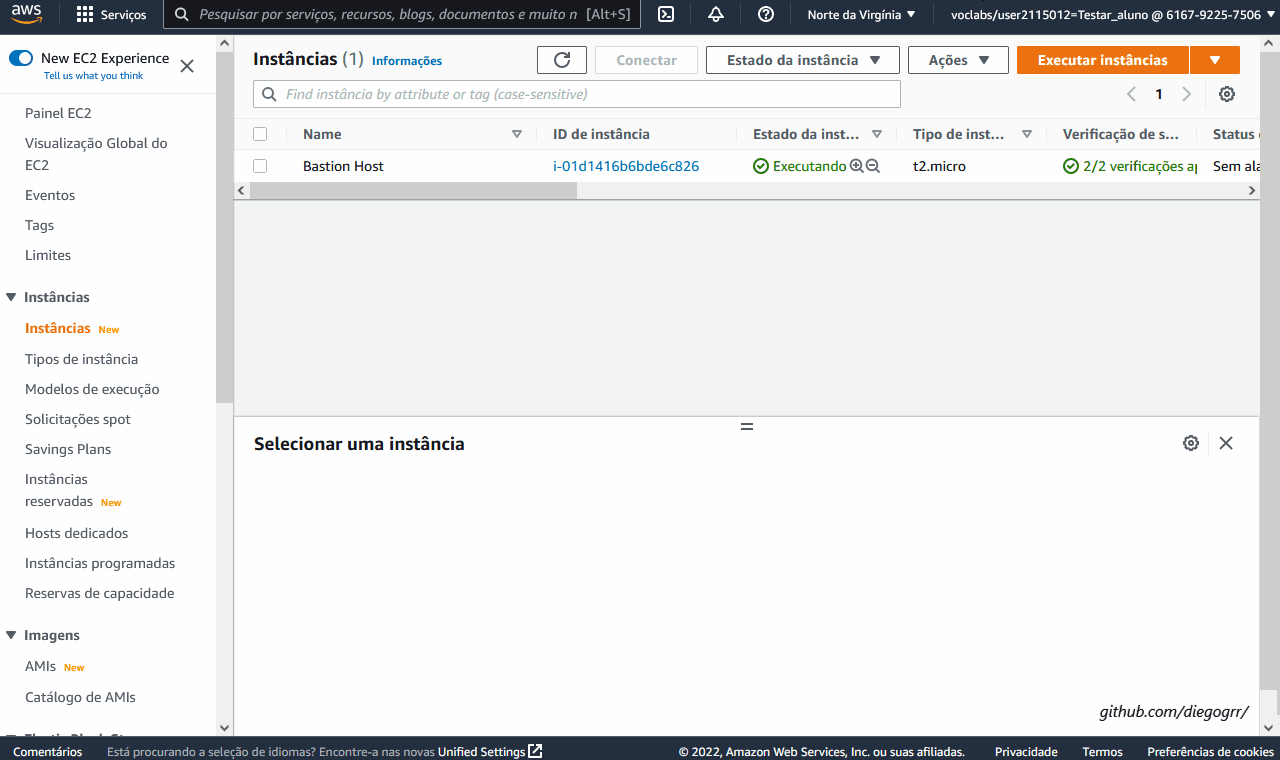 aws
Serviços
Pesquisar por serviços, recursos, blogs, documentos e muito n [Alt+S]
Norte da Virgínia
voclabs/user2115012=Testar_aluno @ 6167-9225-7506
New EC2 Experience
Tell us what you think
Painel EC2
Visualização Global do
EC2
Eventos
Tags
Limites
Instâncias
Instâncias New
Tipos de instância
Modelos de execução
Solicitações spot
Savings Plans
Instâncias
reservadas New
Hosts dedicados
Instâncias programadas
Reservas de capacidade
Imagens
AMIs New
Catálogo de AMIs
Instâncias (1) Informações
Conectar
Estado da instância
Ações
Executar instâncias
Find instância by attribute or tag (case-sensitive)
1
Name ID de instância Estado da inst... Tipo de inst... Verificação de s... Status
Bastion Host i-01d1416b6bde6c826 Executando t2.micro 2/2 verificações ap Sem ala
Selecionar uma instância
github.com/diegogrr/
Comentários Está procurando a seleção de idiomas? Encontre-a nas novas Unified Settings © 2022, Amazon Web Services, Inc. ou suas afiliadas. Privacidade Termos Preferências de cookies